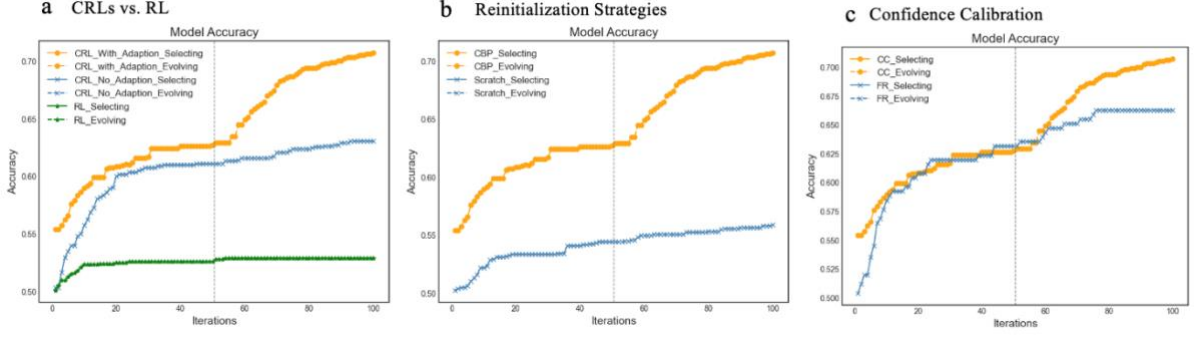 a CRLs vs. RL
Model Accuracy
CRL_With_Adaption_Selecting
CRL_with_Adaption_Evolving
CRL_No_Adaption_Selecting
CRL_No_Adaption_Evolving
RL_Selecting
RL_Evolving
0.70
0.65
0.60
0.55
0.50
Accuracy
0 20 40 60 80 100
Iterations
b Reinitialization Strategies
Model Accuracy
CBP_Selecting
CBP_Evolving
Scratch_Selecting
Scratch_Evolving
0.70
0.65
0.60
0.55
0.50
Accuracy
0 20 40 60 80 100
Iterations
c Confidence Calibration
Model Accuracy
CC_Selecting
CC_Evolving
FR_Selecting
FR_Evolving
0.700
0.675
0.650
0.625
0.600
0.575
0.550
0.525
0.500
Accuracy
0 20 40 60 80 100
Iterations